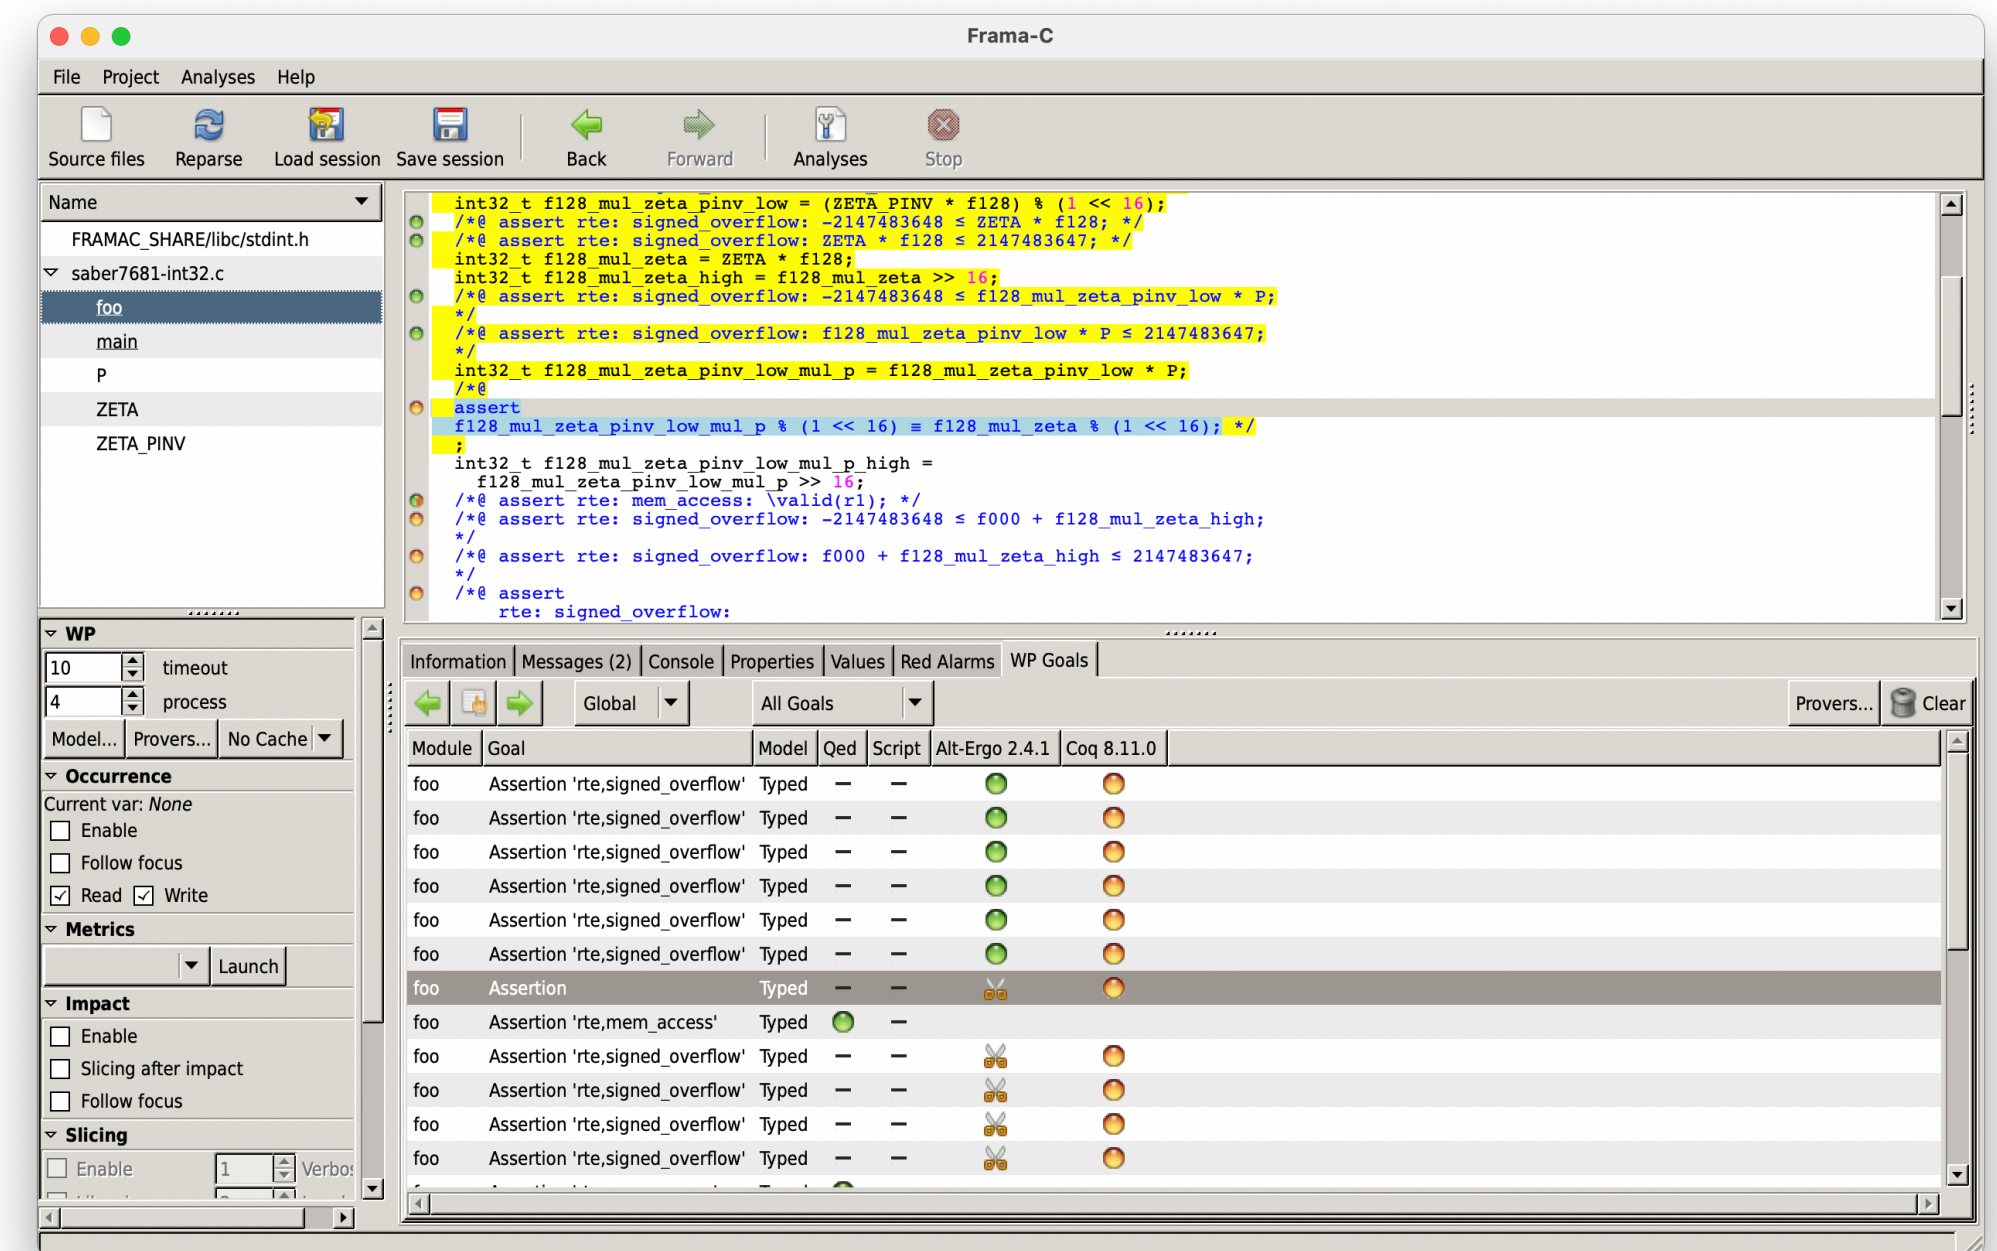 Frama-C
File Project Analyses Help
Source files Reparse Load session Save session Back Forward Analyses Stop
Name
FRAMAC_SHARE/libc/stdint.h
saber7681-int32.c
foo
main
P
ZETA
ZETA_PINV
int32_t f128_mul_zeta_pinv_low = (ZETA_PINV * f128) % (1 << 16);
/*@ assert rte: signed_overflow: -2147483648 ≤ ZETA * f128; */
/*@ assert rte: signed_overflow: ZETA * f128 ≤ 2147483647; */
int32_t f128_mul_zeta = ZETA * f128;
int32_t f128_mul_zeta_high = f128_mul_zeta >> 16;
/*@ assert rte: signed_overflow: -2147483648 ≤ f128_mul_zeta_pinv_low * P;
*/
/*@ assert rte: signed_overflow: f128_mul_zeta_pinv_low * P ≤ 2147483647;
*/
int32_t f128_mul_zeta_pinv_low_mul_p = f128_mul_zeta_pinv_low * P;
/*@
assert
f128_mul_zeta_pinv_low_mul_p % (1 << 16) ≡ f128_mul_zeta % (1 << 16); */
;
int32_t f128_mul_zeta_pinv_low_mul_p_high =
f128_mul_zeta_pinv_low_mul_p >> 16;
/*@ assert rte: mem_access: \valid(r1); */
/*@ assert rte: signed_overflow: -2147483648 ≤ f000 + f128_mul_zeta_high;
*/
/*@ assert rte: signed_overflow: f000 + f128_mul_zeta_high ≤ 2147483647;
*/
/*@ assert
rte: signed_overflow:
WP
10 timeout
4 process
Model... Provers... No Cache
Occurrence
Current var: None
Enable
Follow focus
Read Write
Metrics
Launch
Impact
Enable
Slicing after impact
Follow focus
Slicing
Enable 1
Information Messages (2) Console Properties Values Red Alarms WP Goals
Global All Goals Provers... Clear
Module Goal Model Qed Script Alt-Ergo 2.4.1 Coq 8.11.0
foo Assertion 'rte,signed_overflow' Typed — —
foo Assertion 'rte,signed_overflow' Typed — —
foo Assertion 'rte,signed_overflow' Typed — —
foo Assertion 'rte,signed_overflow' Typed — —
foo Assertion 'rte,signed_overflow' Typed — —
foo Assertion 'rte,signed_overflow' Typed — —
foo Assertion Typed — —
foo Assertion 'rte,mem_access' Typed —
foo Assertion 'rte,signed_overflow' Typed — —
foo Assertion 'rte,signed_overflow' Typed — —
foo Assertion 'rte,signed_overflow' Typed — —
foo Assertion 'rte,signed_overflow' Typed — —